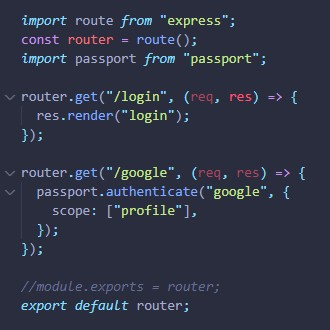 import route from "express";
const router = route();
import passport from "passport";
router.get("/login", (req, res) => {
res.render("login");
});
router.get("/google", (req, res) => {
passport.authenticate("google", {
scope: ["profile"],
});
});
//module.exports = router;
export default router;